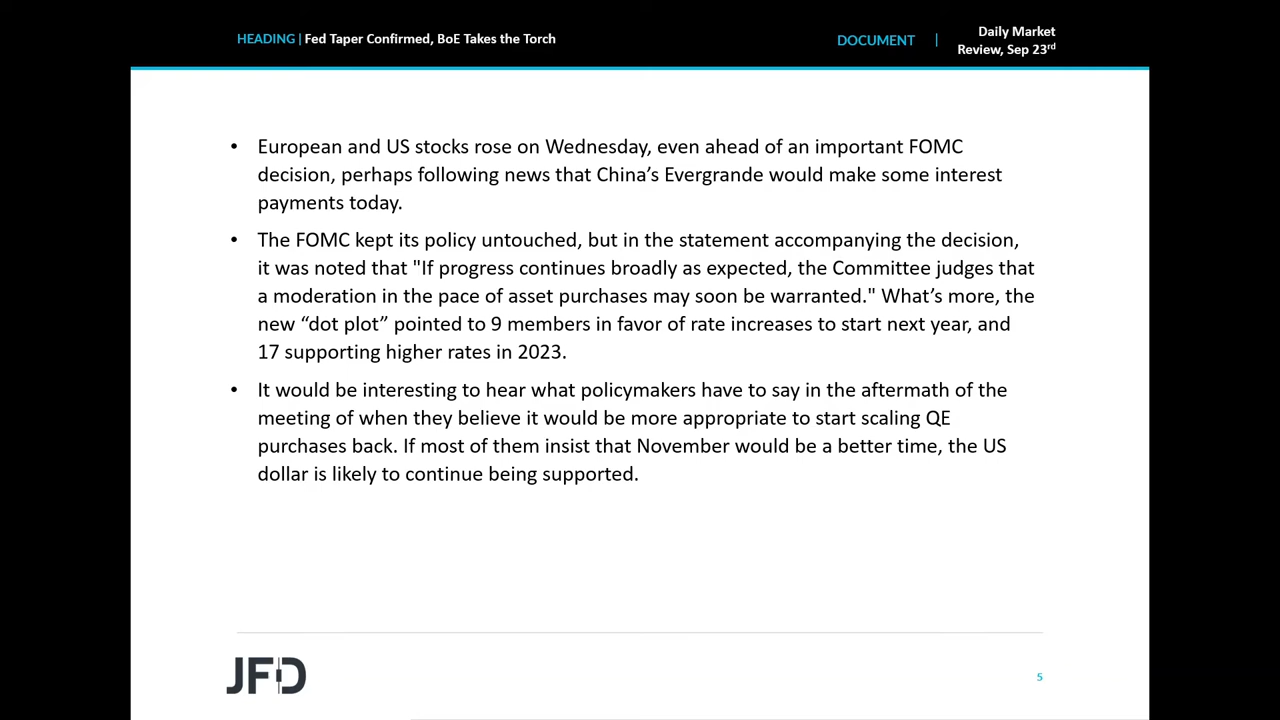 HEADING | Fed Taper Confirmed, BoE Takes the Torch
DOCUMENT | Daily Market
Review, Sep 23rd
• European and US stocks rose on Wednesday, even ahead of an important FOMC
decision, perhaps following news that China’s Evergrande would make some interest
payments today.
• The FOMC kept its policy untouched, but in the statement accompanying the decision,
it was noted that "If progress continues broadly as expected, the Committee judges that
a moderation in the pace of asset purchases may soon be warranted." What’s more, the
new “dot plot” pointed to 9 members in favor of rate increases to start next year, and
17 supporting higher rates in 2023.
• It would be interesting to hear what policymakers have to say in the aftermath of the
meeting of when they believe it would be more appropriate to start scaling QE
purchases back. If most of them insist that November would be a better time, the US
dollar is likely to continue being supported.
JFD
5